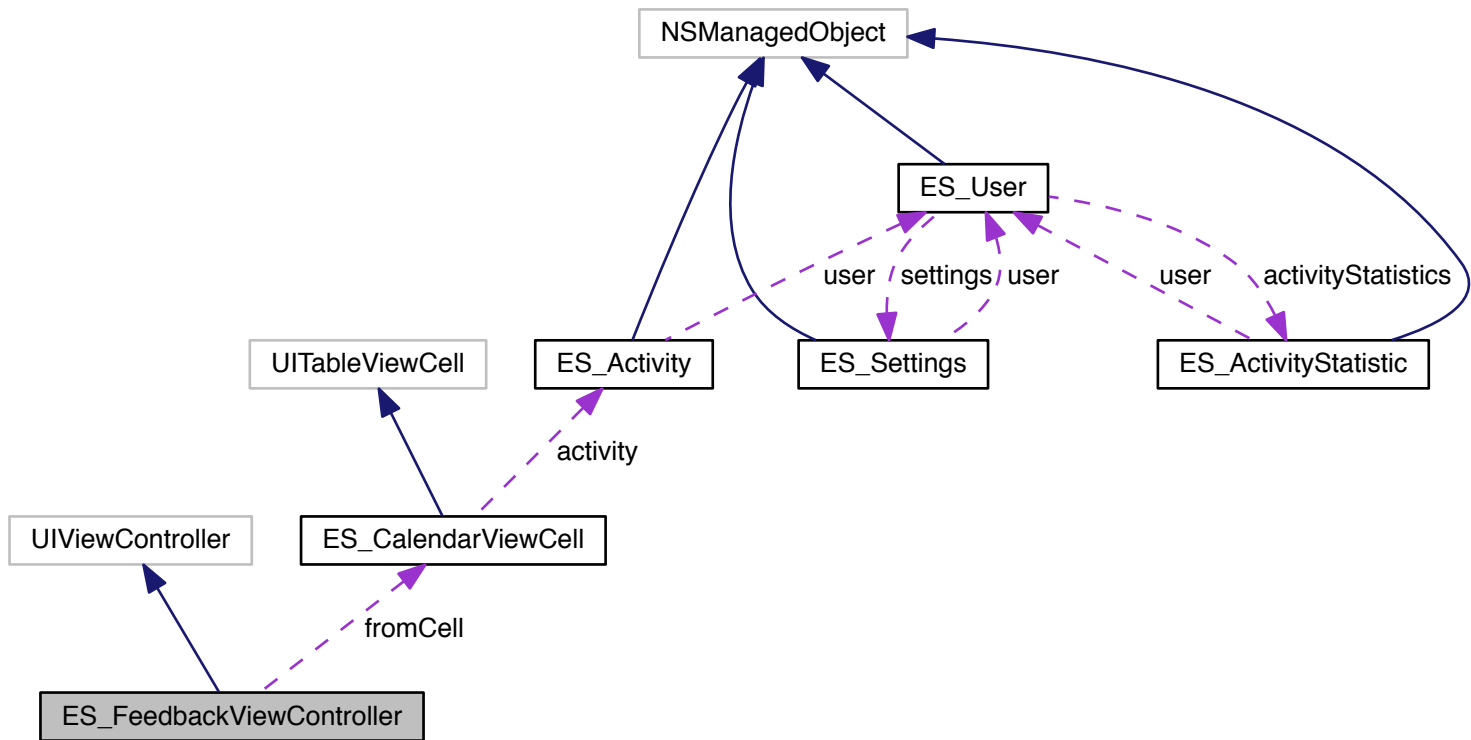 NSManagedObject
ES_User
user
settings
user
user
activityStatistics
UITableViewCell
ES_Activity
ES_Settings
ES_ActivityStatistic
activity
UIViewController
ES_CalendarViewCell
fromCell
ES_FeedbackViewController